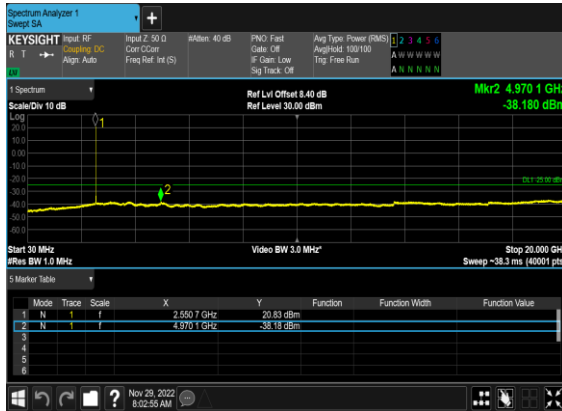 Spectrum Analyzer 1
Swept SA
+
KEYSIGHT Input: RF Input Z: 50 Ω #Atten: 40 dB PNO: Fast Avg Type: Power (RMS) 1 2 3 4 5 6
R T Coupling: DC Corr CCorr Gate: Off Avg|Hold: 100/100 A W W W W W
Align: Auto Freq Ref: Int (S) IF Gain: Low Trig: Free Run
Sig Track: Off A N N N N N
1 Spectrum Ref Lvl Offset 8.40 dB Mkr2 4.970 1 GHz
Scale/Div 10 dB Ref Level 30.00 dBm -38.180 dBm
Log
20.0
10.0
0.00
-10.0
-20.0
-30.0
-40.0
-50.0
-60.0
1
2
DL1 -25.00 dB
Start 30 MHz Video BW 3.0 MHz* Stop 20.000 GH
#Res BW 1.0 MHz Sweep ~38.3 ms (40001 pts
5 Marker Table
Mode Trace Scale X Y Function Function Width Function Value
1 N 1 f 2.550 7 GHz 20.83 dBm
2 N 1 f 4.970 1 GHz -38.18 dBm
3
4
5
6
? Nov 29, 2022
8:02:55 AM